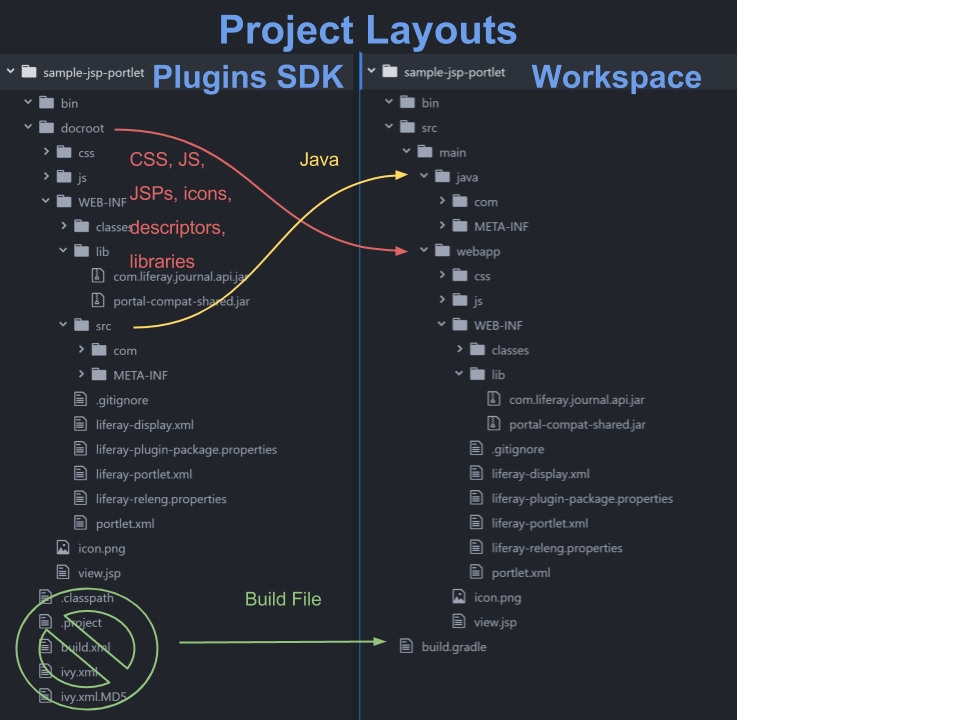 Project Layouts
sample-jsp-portlet
Plugins SDK
bin
docroot
css
js
WEB-INF
classes
lib
com.liferay.journal.api.jar
portal-compat-shared.jar
src
com
META-INF
.gitignore
liferay-display.xml
liferay-plugin-package.properties
liferay-portlet.xml
liferay-releng.properties
portlet.xml
icon.png
view.jsp
.classpath
.project
build.xml
ivy.xml
ivy.xml.MD5
CSS, JS,
JSPs, icons,
descriptors,
libraries
Java
Build File
sample-jsp-portlet
Workspace
bin
src
main
java
com
META-INF
webapp
css
js
WEB-INF
classes
lib
com.liferay.journal.api.jar
portal-compat-shared.jar
.gitignore
liferay-display.xml
liferay-plugin-package.properties
liferay-portlet.xml
liferay-releng.properties
portlet.xml
icon.png
view.jsp
build.gradle